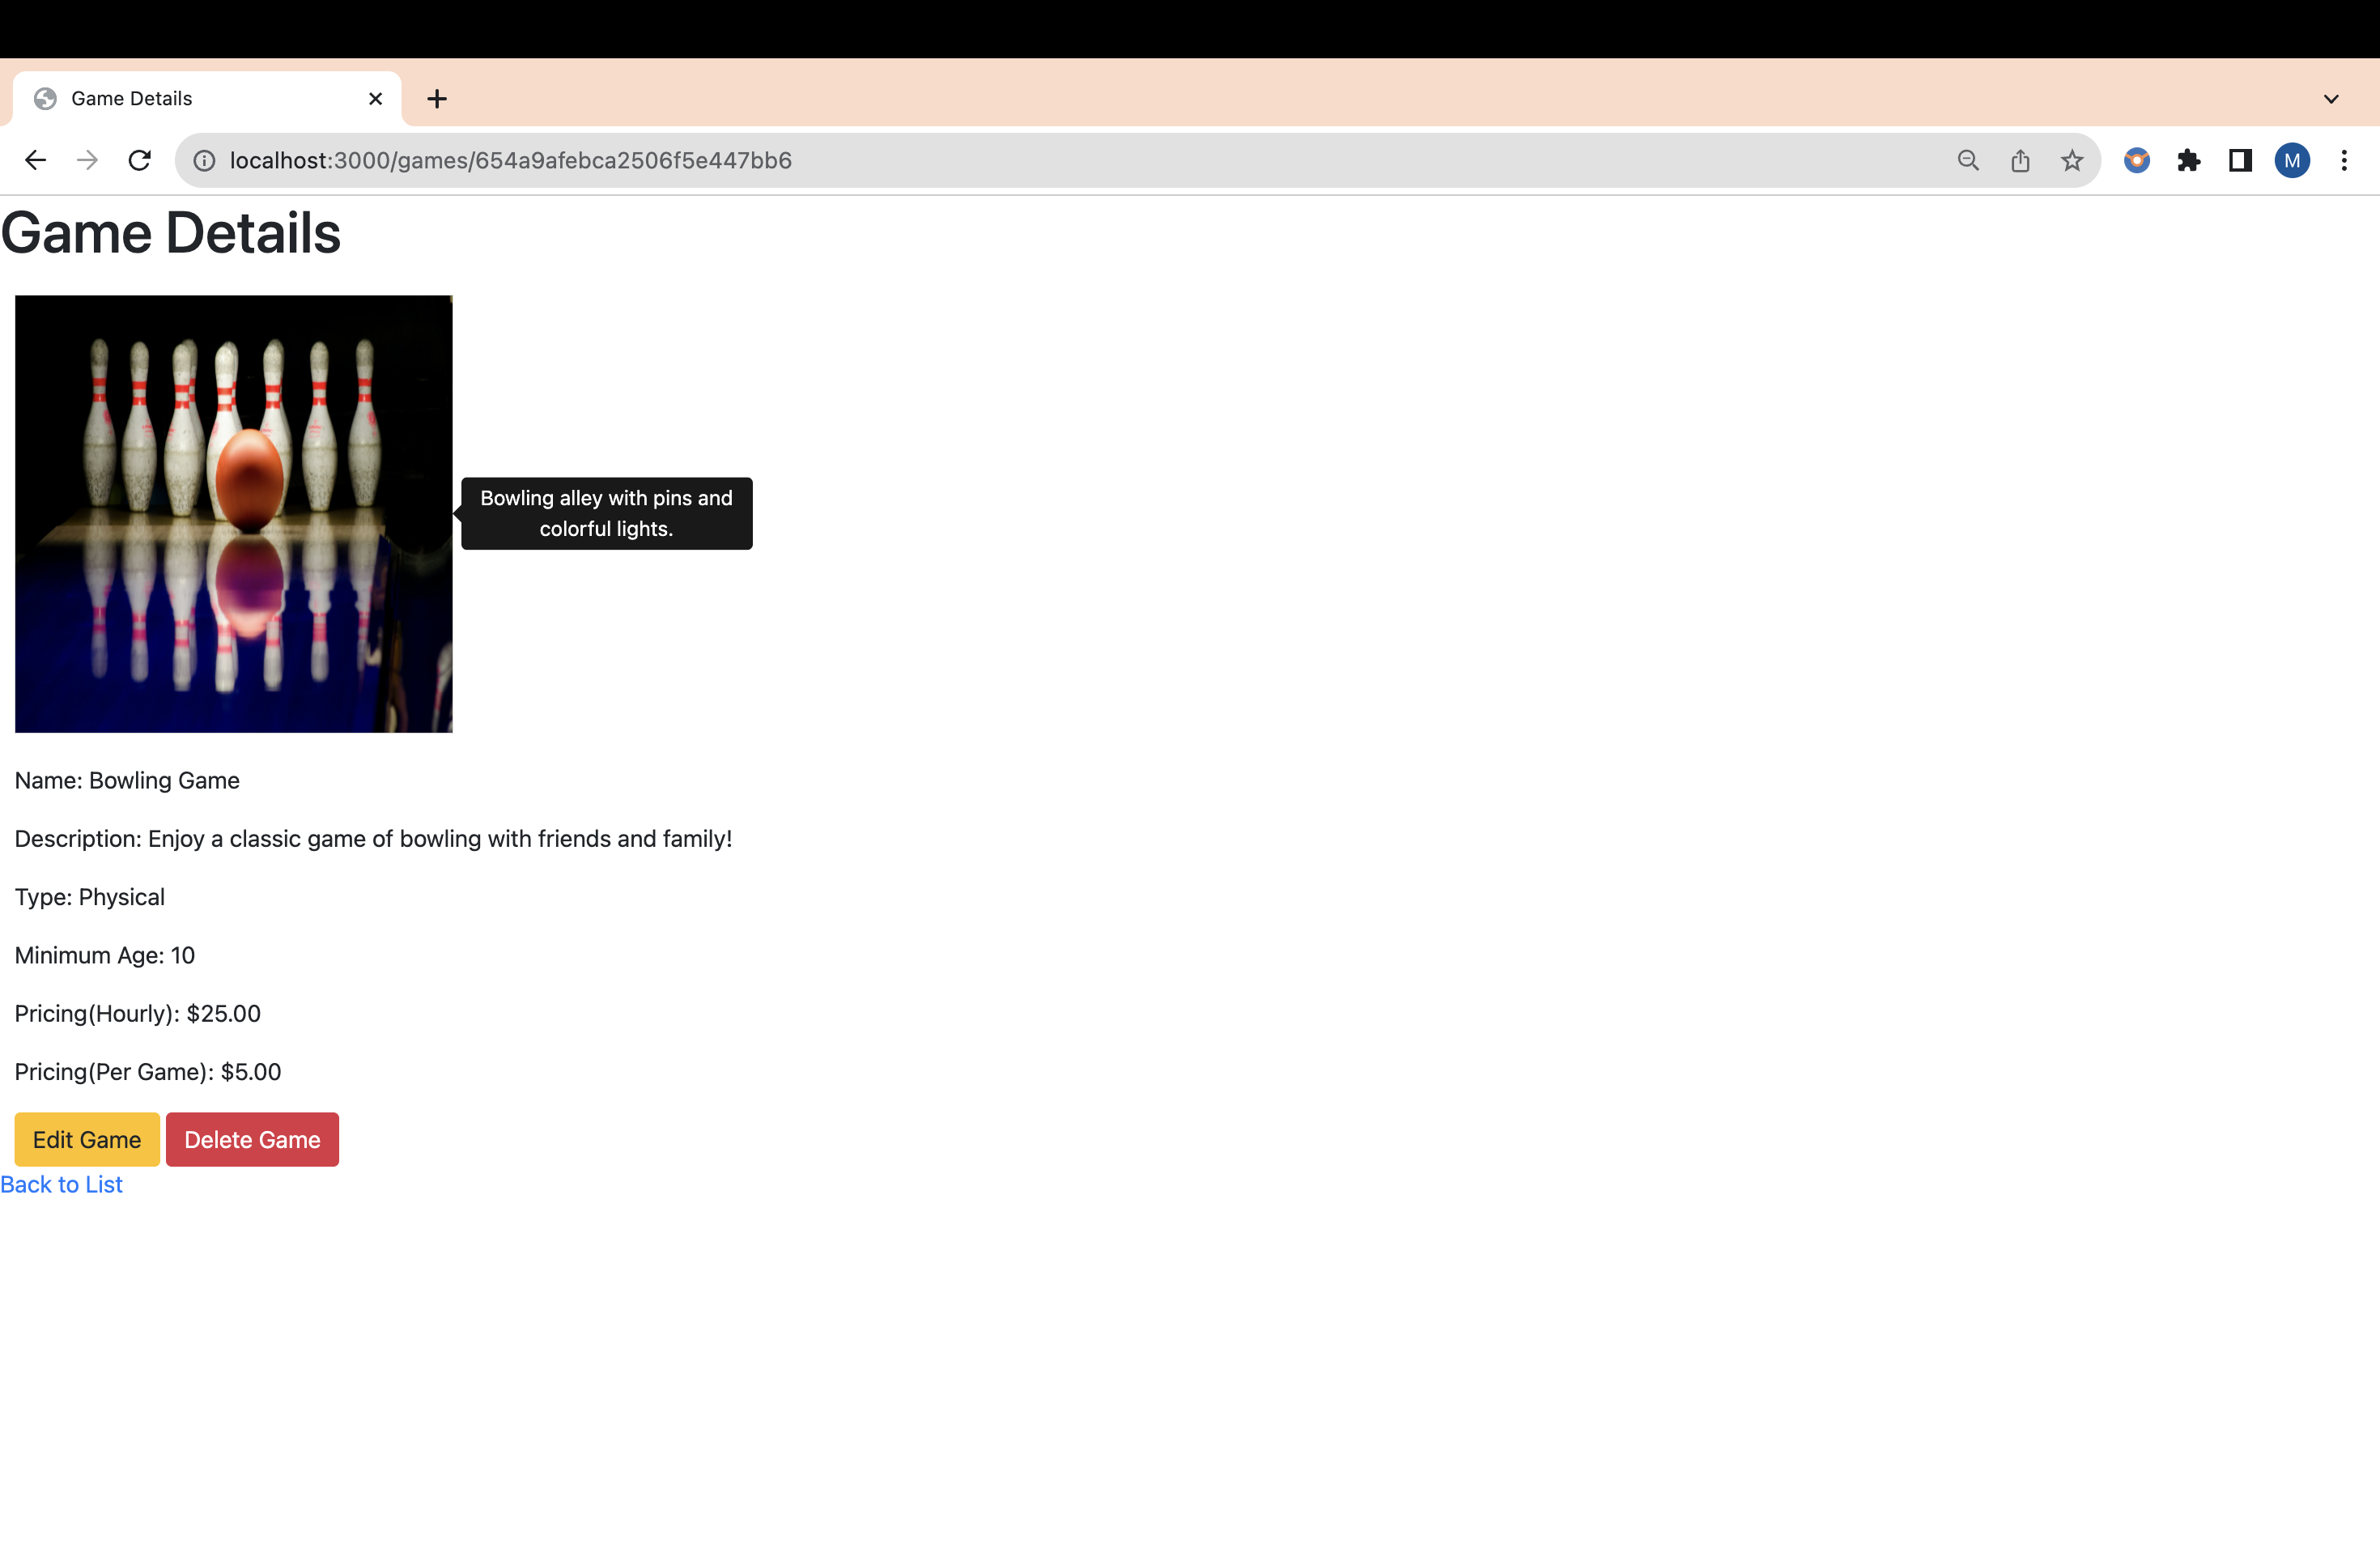 Game Details
localhost:3000/games/654a9afebca2506f5e447bb6
M
Game Details
Bowling alley with pins and
colorful lights.
Name: Bowling Game
Description: Enjoy a classic game of bowling with friends and family!
Type: Physical
Minimum Age: 10
Pricing(Hourly): $25.00
Pricing(Per Game): $5.00
Edit Game Delete Game
Back to List